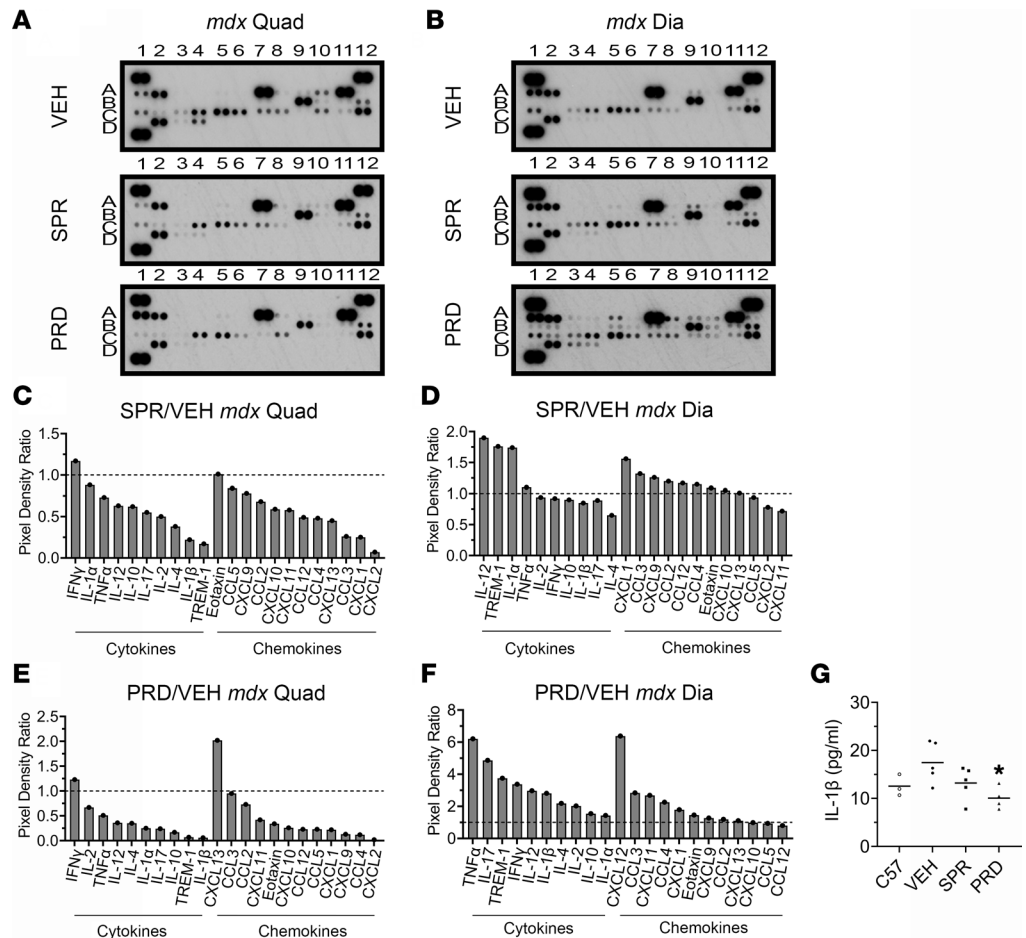 A
mdx Quad
1 2 3 4 5 6 7 8 9 10 11 12
VEH
A
B
C
D
1 2 3 4 5 6 7 8 9 10 11 12
SPR
A
B
C
D
1 2 3 4 5 6 7 8 9 10 11 12
PRD
A
B
C
D
B
mdx Dia
1 2 3 4 5 6 7 8 9 10 11 12
VEH
A
B
C
D
1 2 3 4 5 6 7 8 9 10 11 12
SPR
A
B
C
D
1 2 3 4 5 6 7 8 9 10 11 12
PRD
A
B
C
D
C
SPR/VEH mdx Quad
Pixel Density Ratio
1.5
1.0
0.5
0.0
IFNγ IL-1α TNFα IL-12 IL-10 IL-17 IL-2 IL-4 IL-1β TREM-1 Eotaxin CCL5 CXCL9 CCL2 CXCL10 CXCL11 CCL12 CCL4 CXCL13 CCL3 CXCL1 CXCL2
Cytokines Chemokines
D
SPR/VEH mdx Dia
Pixel Density Ratio
2.0
1.5
1.0
0.5
0.0
IL-12 TREM-1 IL-1α TNFα IL-2 IFNγ IL-10 IL-1β IL-17 IL-4 CXCL1 CCL3 CXCL9 CCL2 CCL12 CCL4 Eotaxin CXCL10 CXCL13 CCL5 CXCL2 CXCL11
Cytokines Chemokines
E
PRD/VEH mdx Quad
Pixel Density Ratio
2.5
2.0
1.5
1.0
0.5
0.0
IFNγ IL-2 TNFα IL-12 IL-4 IL-1α IL-17 IL-10 TREM-1 IL-1β CXCL13 CCL3 CCL2 CXCL11 Eotaxin CXCL10 CCL12 CCL5 CXCL1 CXCL9 CCL4 CXCL2
Cytokines Chemokines
F
PRD/VEH mdx Dia
Pixel Density Ratio
8
6
4
2
0
TNFα IL-17 TREM-1 IFNγ IL-12 IL-1β IL-4 IL-2 IL-10 IL-1α CXCL12 CCL3 CXCL11 CCL4 CXCL1 Eotaxin CXCL9 CCL2 CXCL13 CXCL10 CCL5 CCL12
Cytokines Chemokines
G
IL-1β (pg/ml)
30
20
10
0
*
C57 VEH SPR PRD